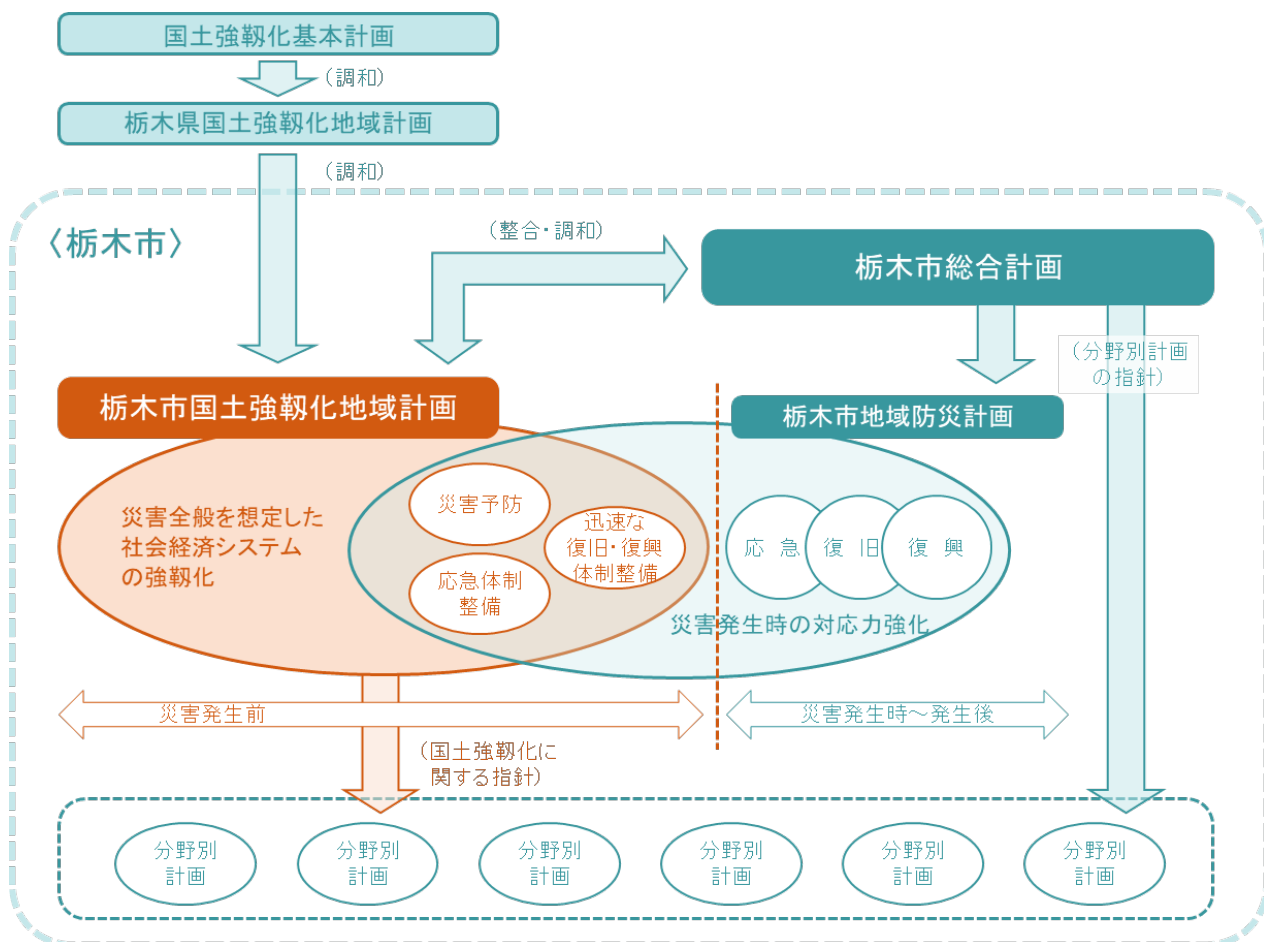 国土強靱化基本計画
（調和）
栃木県国土強靱化地域計画
（調和）
〈栃木市〉
（整合・調和）
栃木市総合計画
（分野別計画
の指針）
栃木市国土強靱化地域計画
栃木市地域防災計画
災害全般を想定した
社会経済システム
の強靱化
災害予防
迅速な
復旧・復興
体制整備
応急体制
整備
応 急
復 旧
復 興
災害発生時の対応力強化
災害発生前
災害発生時～発生後
（国土強靱化に
関する指針）
分野別
計画
分野別
計画
分野別
計画
分野別
計画
分野別
計画
分野別
計画